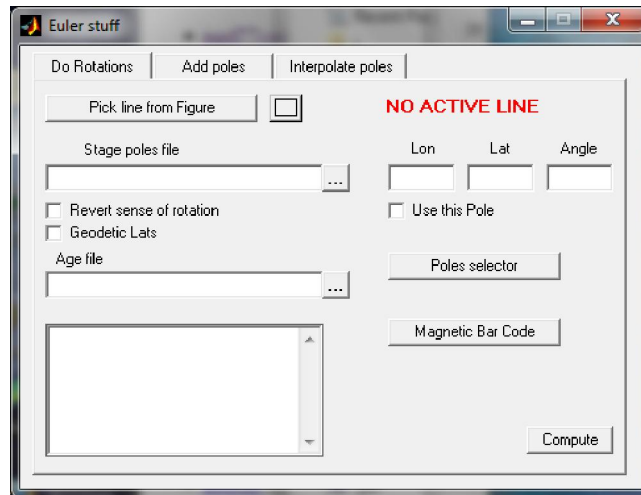 Euler stuff
Do Rotations Add poles Interpolate poles
Pick line from Figure NO ACTIVE LINE
Stage poles file Lon Lat Angle
...
Revert sense of rotation Use this Pole
Geodetic Lats
Age file Poles selector
...
Magnetic Bar Code
Compute